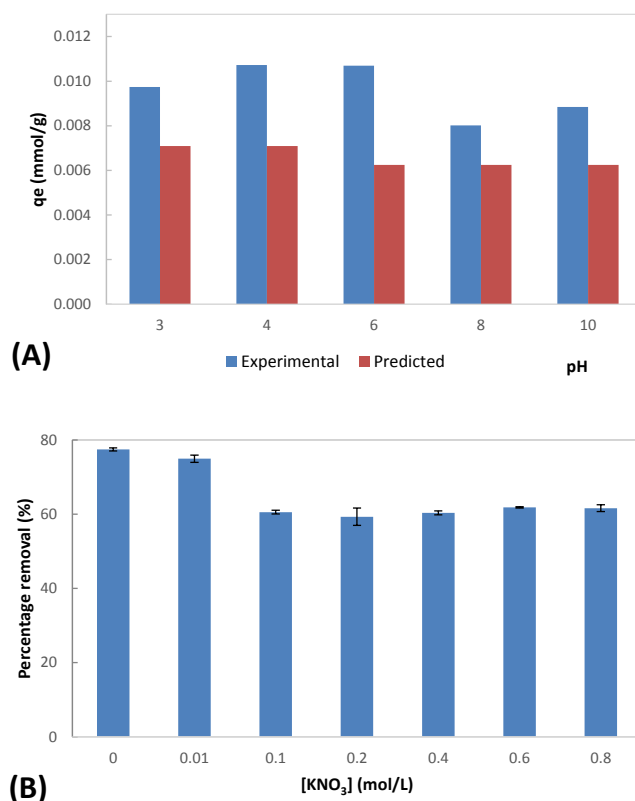 0.012
0.010
0.008
0.006
0.004
0.002
0.000
qe (mmol/g)
3 4 6 8 10
(A)
Experimental Predicted pH
80
60
40
20
0
Percentage removal (%)
0 0.01 0.1 0.2 0.4 0.6 0.8
(B)
[KNO₃] (mol/L)